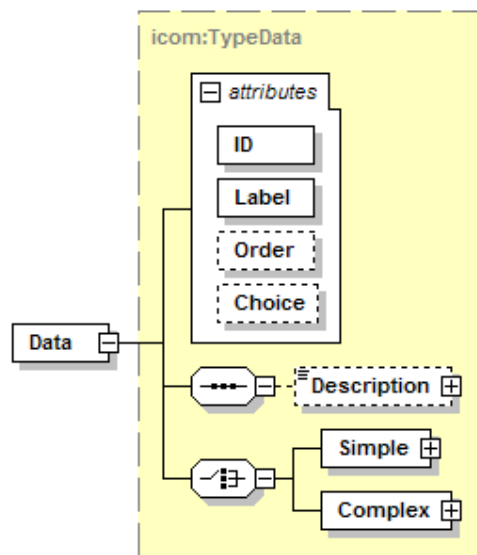 icom:TypeData
attributes
ID
Label
Order
Choice
Data
Description
Simple
Complex